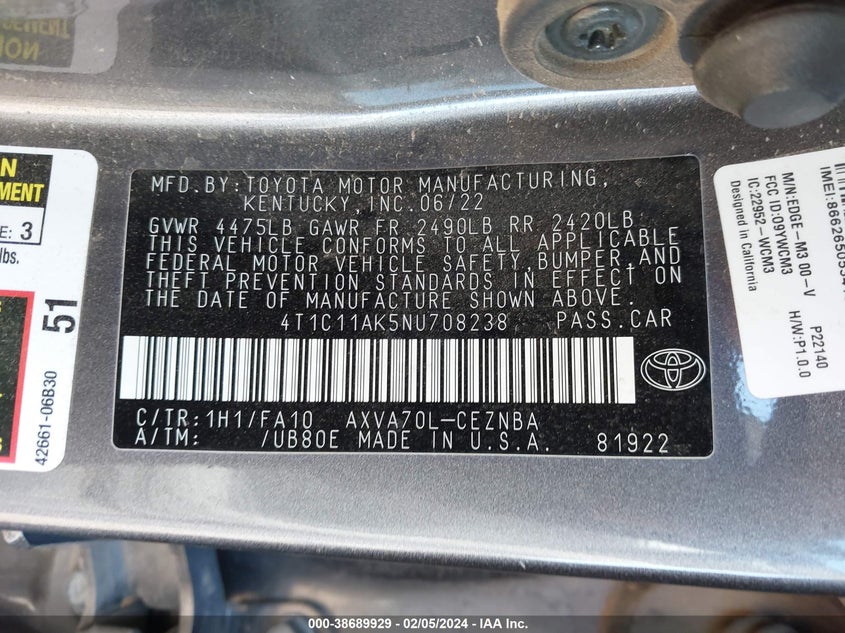 MFD. BY: TOYOTA MOTOR MANUFACTURING,
KENTUCKY, INC. 06/22
GVWR 4475LB GAWR FR 2490LB RR 2420LB
THIS VEHICLE CONFORMS TO ALL APPLICABLE
FEDERAL MOTOR VEHICLE SAFETY, BUMPER, AND
THEFT PREVENTION STANDARDS IN EFFECT ON
THE DATE OF MANUFACTURE SHOWN ABOVE.
4T1C11AK5NU708238 PASS.CAR
C/TR: 1H1/FA10 AXVA70L-CEZNBA
A/TM: /UB80E MADE IN U.S.A. 81922
3
lbs.
51
42661-06B30
M/N:EDGE-M3 00-V P22140
FCC ID:O9YWCM3 H/W:P1.0.0
IC:22952-WCM3
Designed in California
000-38689929 - 02/05/2024 - IAA Inc.